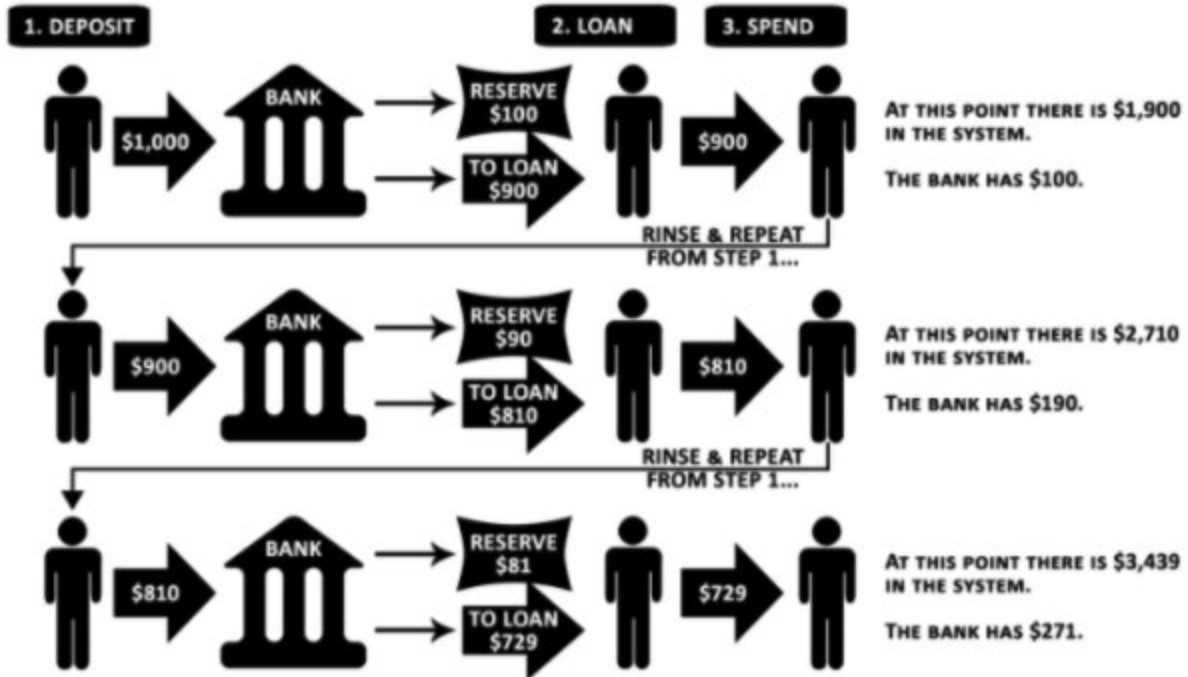 1. DEPOSIT
2. LOAN
3. SPEND
$1,000
BANK
RESERVE
$100
TO LOAN
$900
$900
AT THIS POINT THERE IS $1,900
IN THE SYSTEM.
THE BANK HAS $100.
RINSE & REPEAT
FROM STEP 1...
$900
BANK
RESERVE
$90
TO LOAN
$810
$810
AT THIS POINT THERE IS $2,710
IN THE SYSTEM.
THE BANK HAS $190.
RINSE & REPEAT
FROM STEP 1...
$810
BANK
RESERVE
$81
TO LOAN
$729
$729
AT THIS POINT THERE IS $3,439
IN THE SYSTEM.
THE BANK HAS $271.